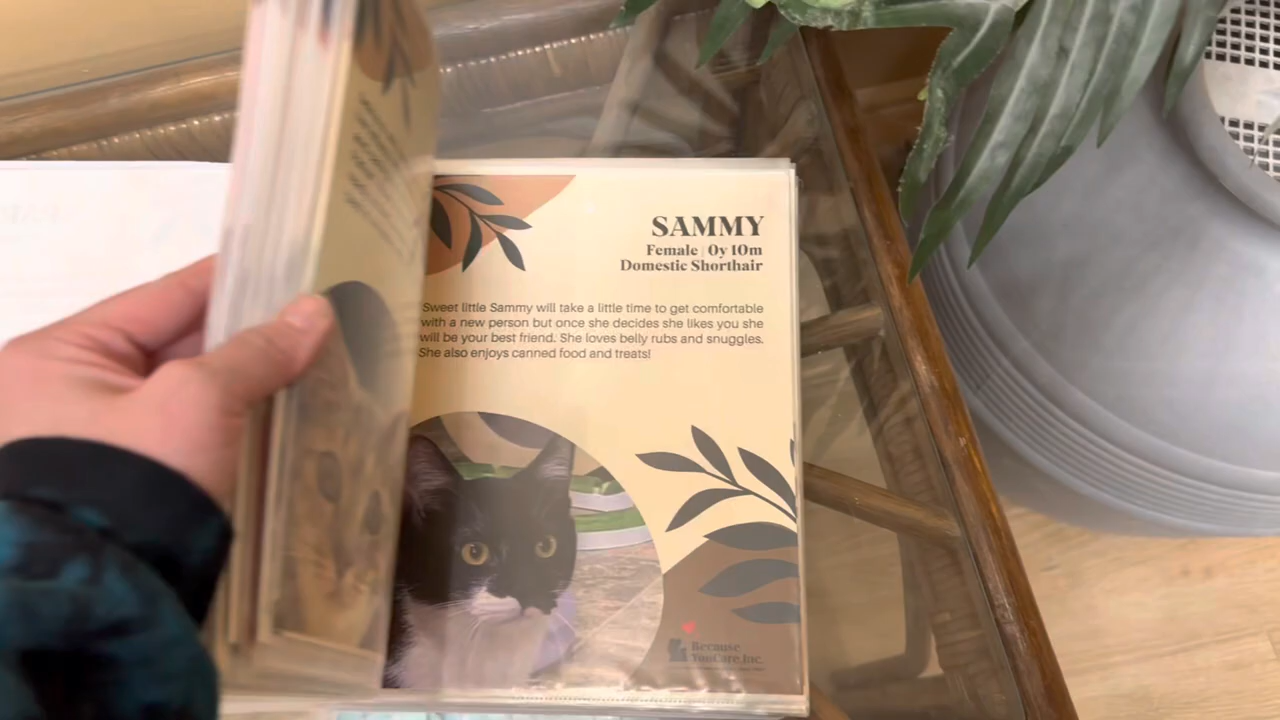 SAMMY
Female | 0y 10m
Domestic Shorthair
Sweet little Sammy will take a little time to get comfortable
with a new person but once she decides she likes you she
will be your best friend. She loves belly rubs and snuggles.
She also enjoys canned food and treats!
Because
YouCare, Inc.